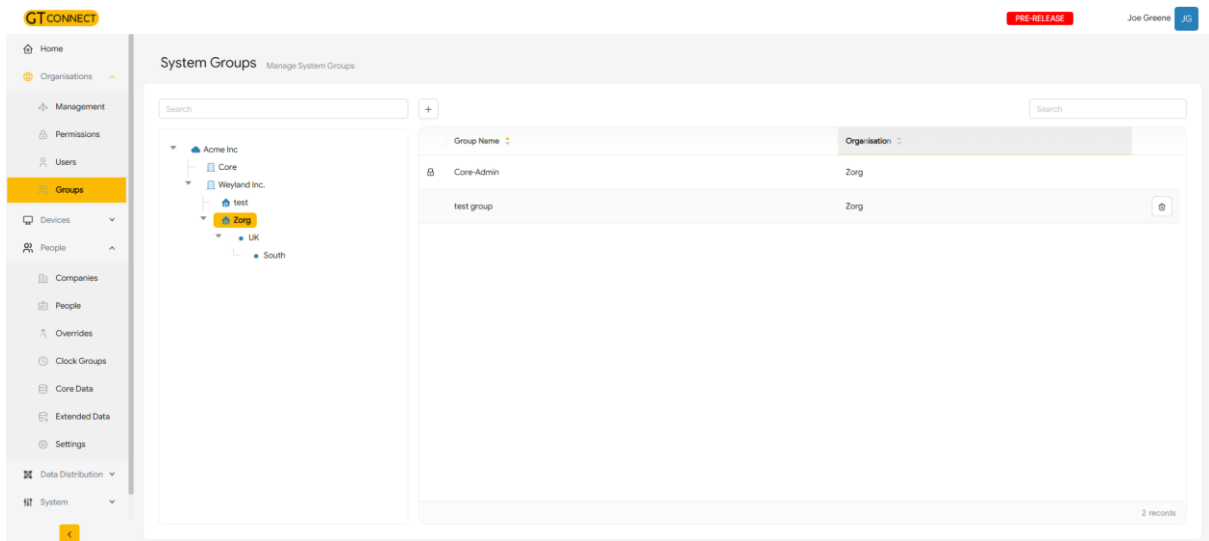 GT CONNECT
PRE-RELEASE
Joe Greene
JG
Home
Organisations
Management
Permissions
Users
Groups
Devices
People
Companies
People
Overrides
Clock Groups
Core Data
Extended Data
Settings
Data Distribution
System
System Groups Manage System Groups
Search
Acme Inc
Core
Weyland Inc.
test
Zorg
UK
South
+
Search
Group Name Organisation
Core-Admin Zorg
test group Zorg
2 records